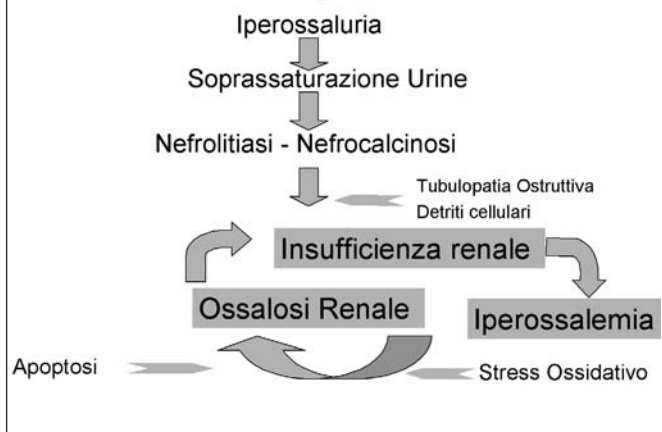 Iperossaluria
Soprassaturazione Urine
Nefrolitiasi - Nefrocalcinosi
Tubulopatia Ostruttiva
Detriti cellulari
Insufficienza renale
Ossalosi Renale
Iperossalemia
Apoptosi
Stress Ossidativo